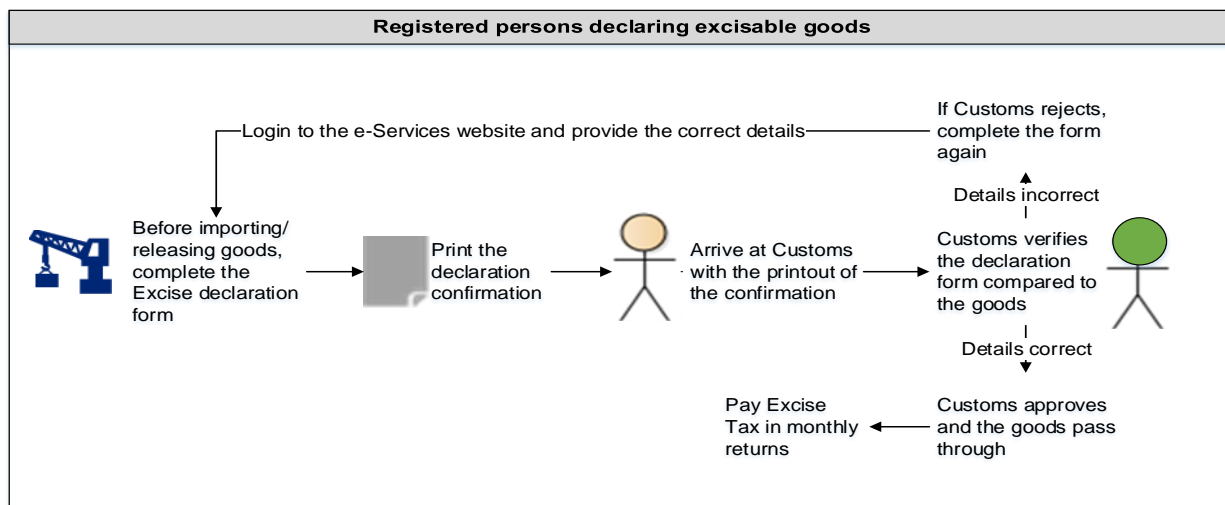 Registered persons declaring excisable goods
If Customs rejects,
complete the form
again
Login to the e-Services website and provide the correct details
Details incorrect
Before importing/
releasing goods,
complete the
Excise declaration
form
Print the
declaration
confirmation
Arrive at Customs
with the printout of
the confirmation
Customs verifies
the declaration
form compared to
the goods
Details correct
Customs approves
and the goods pass
through
Pay Excise
Tax in monthly
returns